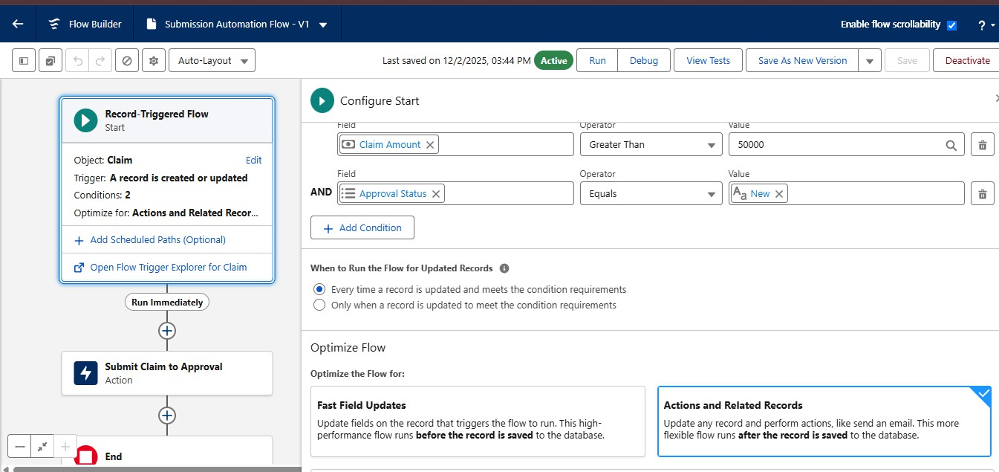 Flow Builder
Submission Automation Flow - V1
Enable flow scrollability
?
Auto-Layout
Last saved on 12/2/2025, 03:44 PM
Active
Run
Debug
View Tests
Save As New Version
Save
Deactivate
Record-Triggered Flow
Start
Object: Claim
Edit
Trigger: A record is created or updated
Conditions: 2
Optimize for: Actions and Related Recor...
+ Add Scheduled Paths (Optional)
Open Flow Trigger Explorer for Claim
Run Immediately
Submit Claim to Approval
Action
End
Configure Start
Field
Operator
Value
Claim Amount
Greater Than
50000
Field
Operator
Value
AND
Approval Status
Equals
Aa New
+ Add Condition
When to Run the Flow for Updated Records
Every time a record is updated and meets the condition requirements
Only when a record is updated to meet the condition requirements
Optimize Flow
Optimize the Flow for:
Fast Field Updates
Update fields on the record that triggers the flow to run. This high-
performance flow runs before the record is saved to the database.
Actions and Related Records
Update any record and perform actions, like send an email. This more
flexible flow runs after the record is saved to the database.